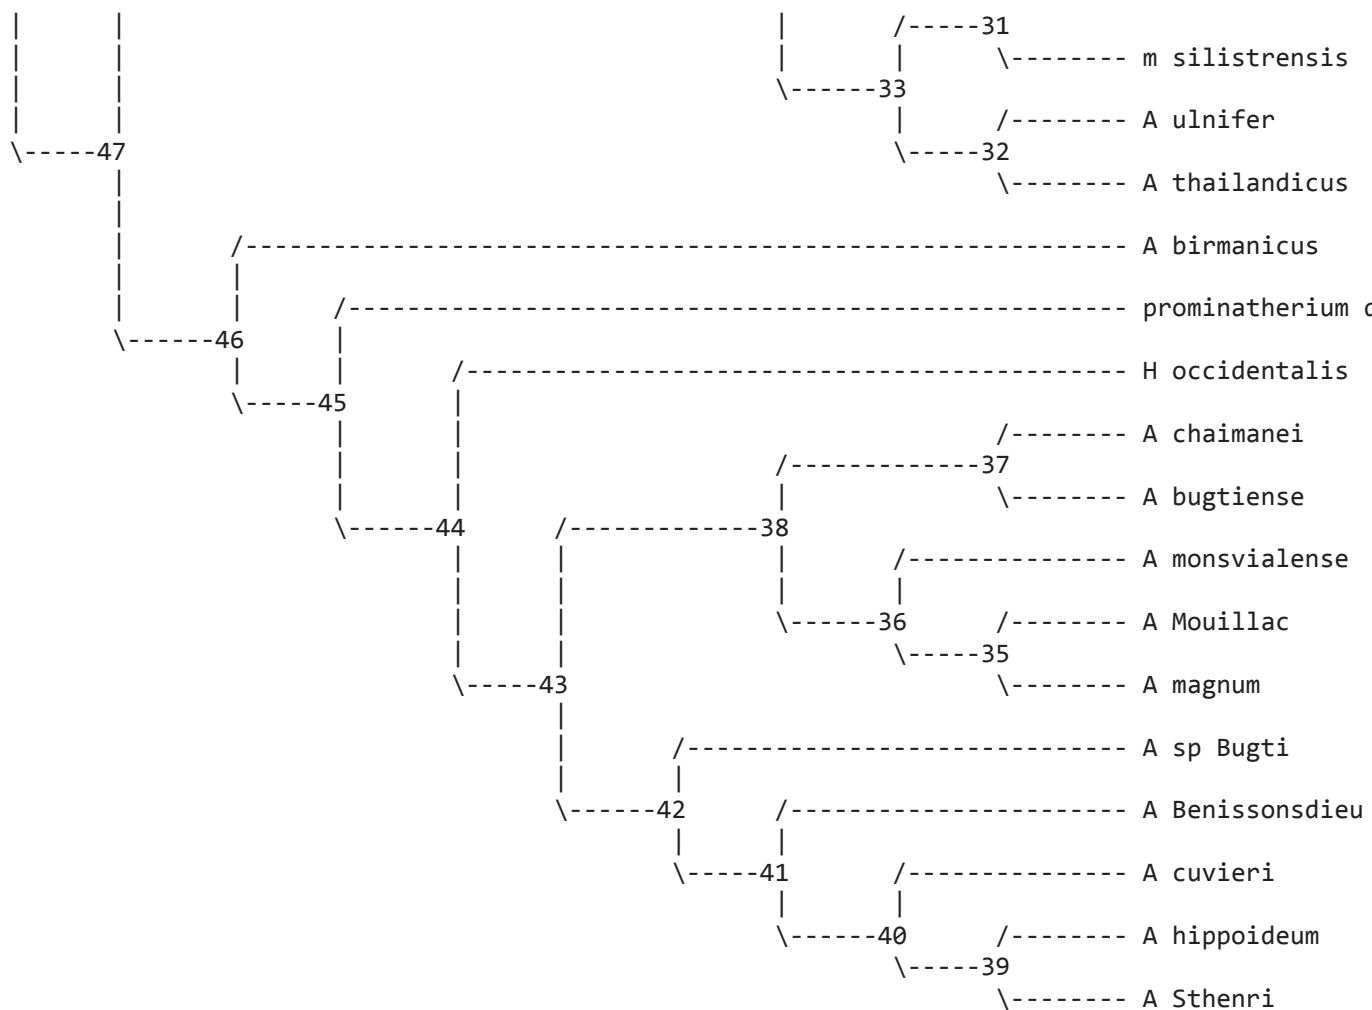 31
m silistrensis
33
A ulnifer
47 32
A thailandicus
A birmanicus
prominatherium
46
H occidentalis
45
A chaimanei
37
A bugtiense
44 38
A monsvialense
36 A Mouillac
35
43 A magnum
A sp Bugti
42 A Benissonsdieu
41 A cuvieri
40 A hippoideum
39
A Sthenri